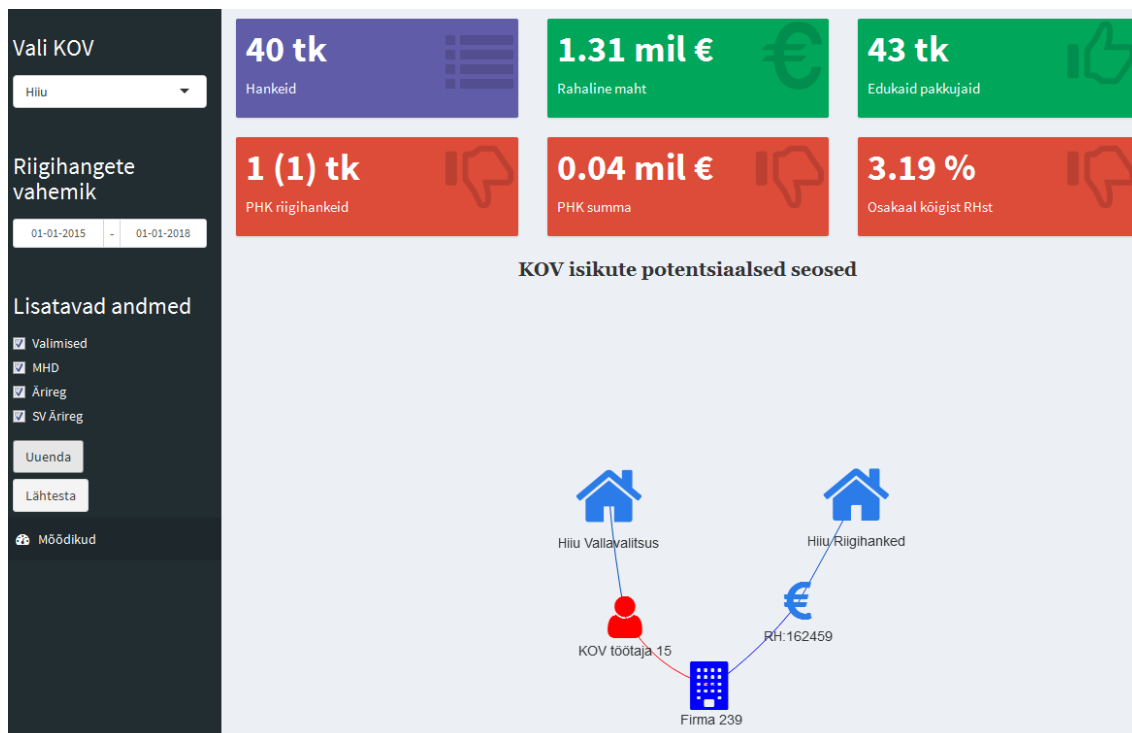 Vali KOV
Hiiu
Riigihangete
vahemik
01-01-2015 - 01-01-2018
Lisatavad andmed
Valimised
MHD
Ärireg
SV Ärireg
Uuenda
Lähtesta
Mõõdikud
40 tk
Hankeid
1.31 mil €
Rahaline maht
43 tk
Edukaid pakkujaid
1 (1) tk
PHK riigihankeid
0.04 mil €
PHK summa
3.19 %
Osakaal kõigist RHst
KOV isikute potentsiaalsed seosed
Hiiu Vallavalitsus
Hiiu Riigihanked
RH:162459
KOV töötaja 15
Firma 239